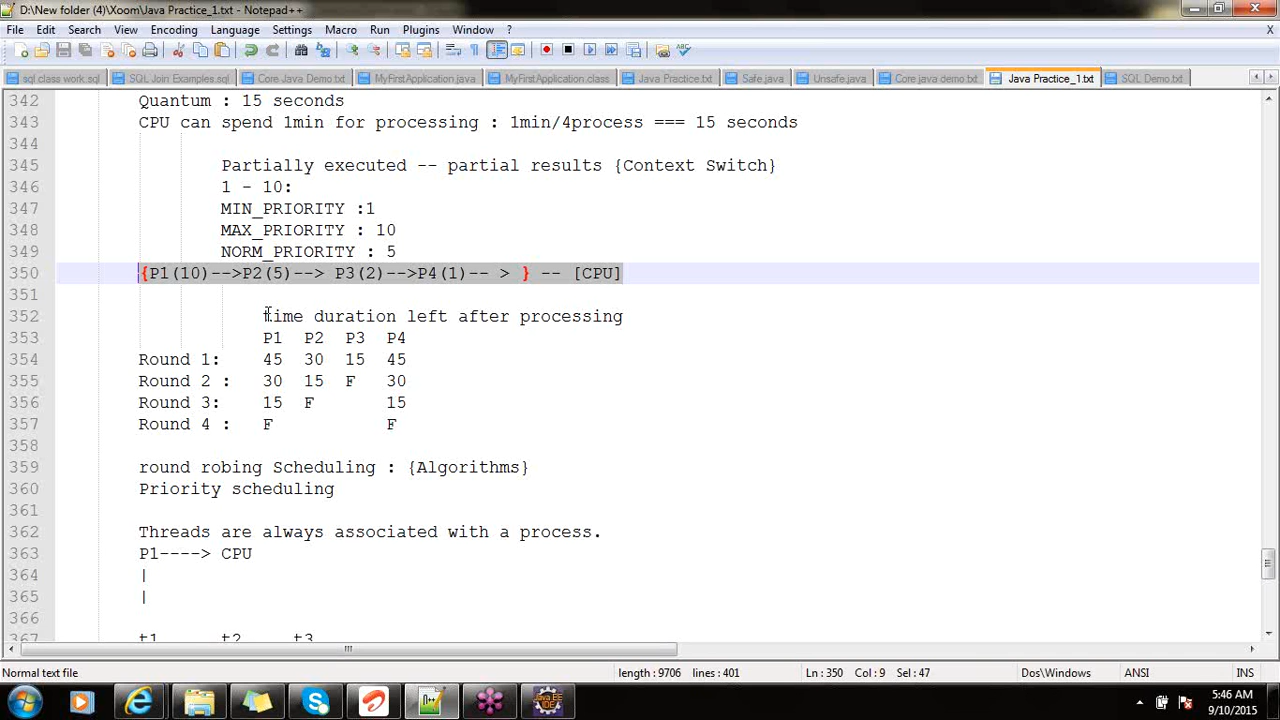 D:\New folder (4)\Xoom\Java Practice_1.txt - Notepad++
File Edit Search View Encoding Language Settings Macro Run Plugins Window ? X
sql class work.sql SQL Join Examples.sql Core Java Demo.txt MyFirstApplication.java MyFirstApplication.class Java Practice.txt Safe.java Unsafe.java Core java demo.txt Java Practice_1.txt SQL Demo.txt
342 Quantum : 15 seconds
343 CPU can spend 1min for processing : 1min/4process === 15 seconds
344
345 Partially executed -- partial results {Context Switch}
346 1 - 10:
347 MIN_PRIORITY :1
348 MAX_PRIORITY : 10
349 NORM_PRIORITY : 5
350 {P1(10)-->P2(5)--> P3(2)-->P4(1)-- > } -- [CPU]
351
352 Time duration left after processing
353 P1 P2 P3 P4
354 Round 1: 45 30 15 45
355 Round 2 : 30 15 F 30
356 Round 3: 15 F 15
357 Round 4 : F F
358
359 round robing Scheduling : {Algorithms}
360 Priority scheduling
361
362 Threads are always associated with a process.
363 P1----> CPU
364 |
365 |
366
367 t1 t2 t3
Normal text file length : 9706 lines : 401 Ln : 350 Col : 9 Sel : 47 Dos\Windows ANSI INS
5:46 AM
9/10/2015